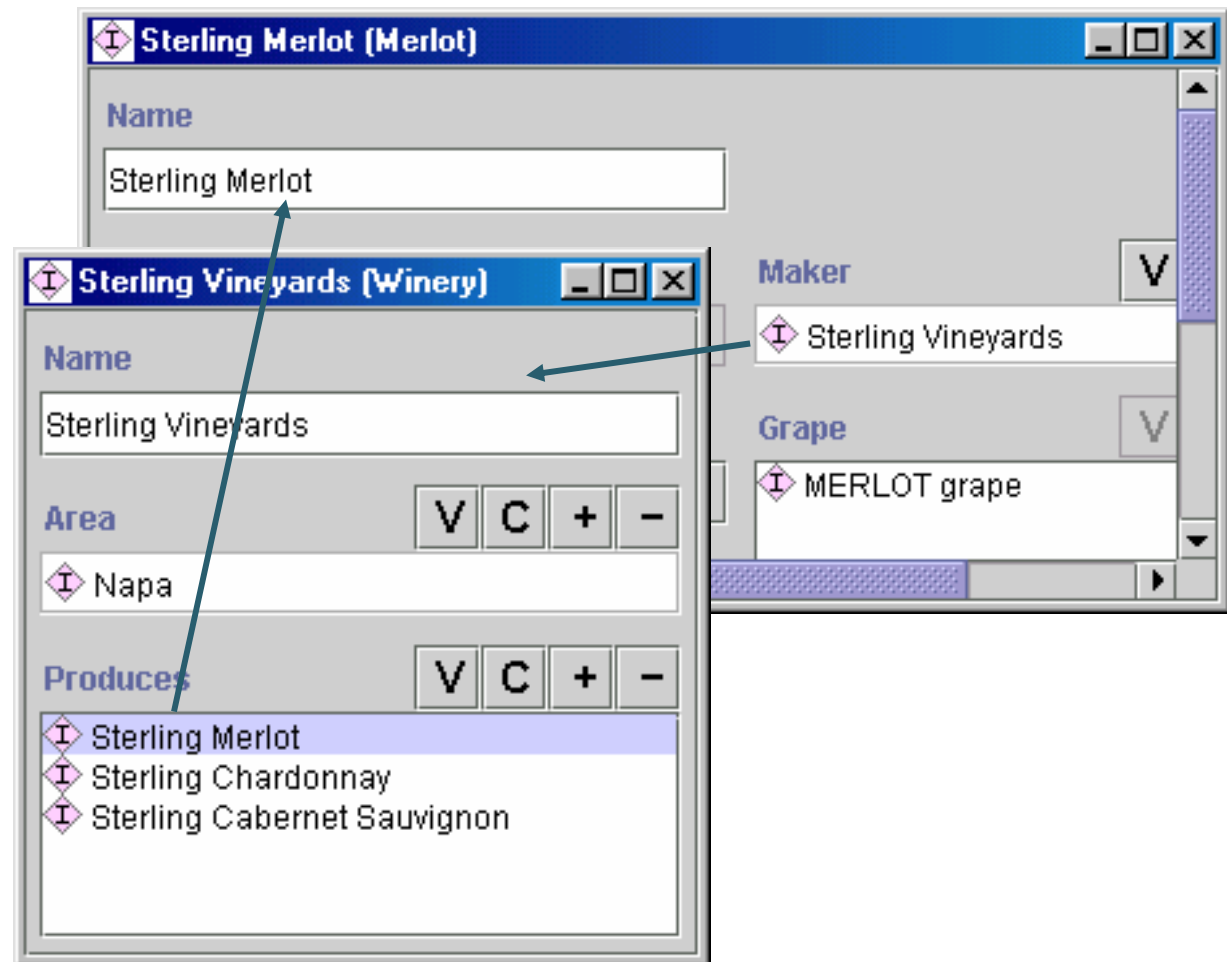 Sterling Merlot (Merlot)
Name
Sterling Merlot
Maker V
Sterling Vineyards
Grape V
MERLOT grape
Sterling Vineyards (Winery)
Name
Sterling Vineyards
Area V C + −
Napa
Produces V C + −
Sterling Merlot
Sterling Chardonnay
Sterling Cabernet Sauvignon